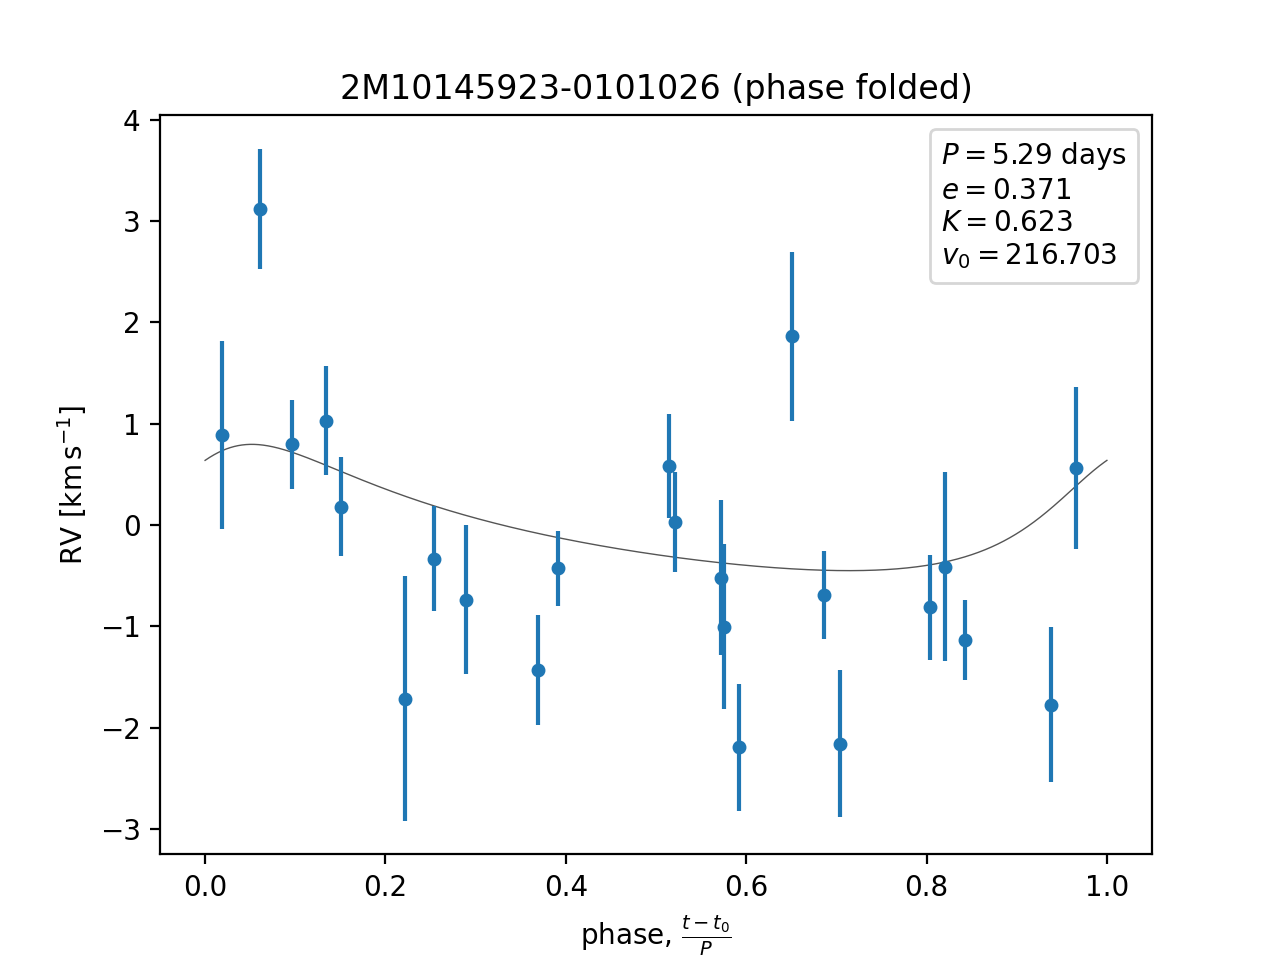 2M10145923-0101026 (phase folded)
P = 5.29 days
e = 0.371
K = 0.623
v₀ = 216.703
RV [km s⁻¹]
4
3
2
1
0
−1
−2
−3
0.0 0.2 0.4 0.6 0.8 1.0
phase, (t − t₀)/P